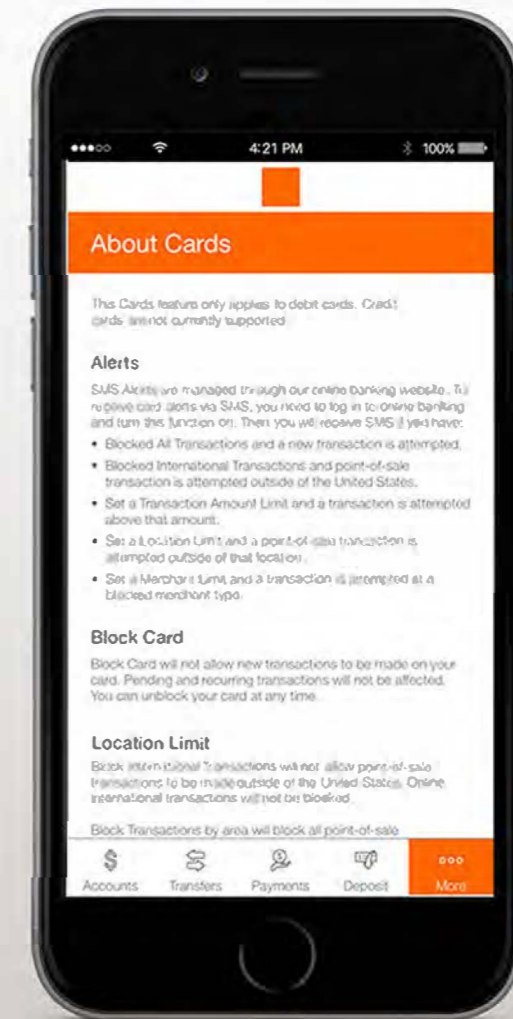 4:21 PM
100%
About Cards
This Cards feature only applies to debit cards. Credit
cards are not currently supported
Alerts
SMS Alerts are managed through our online banking website. To
receive card alerts via SMS, you need to log in to online banking
and turn this function on. Then you will receive SMS if you have:
• Blocked All Transactions and a new transaction is attempted.
• Blocked International Transactions and point-of-sale
transaction is attempted outside of the United States.
• Set a Transaction Amount Limit and a transaction is attempted
above that amount.
• Set a Location Limit and a point-of-sale transaction is
attempted outside of that location.
• Set a Merchant Limit and a transaction is attempted at a
blocked merchant type.
Block Card
Block Card will not allow new transactions to be made on your
card. Pending and recurring transactions will not be affected.
You can unblock your card at any time.
Location Limit
Block International Transactions will not allow point-of-sale
transactions to be made outside of the United States. Online
international transactions will not be blocked.
Block Transactions by area will block all point-of-sale
Accounts Transfers Payments Deposit More